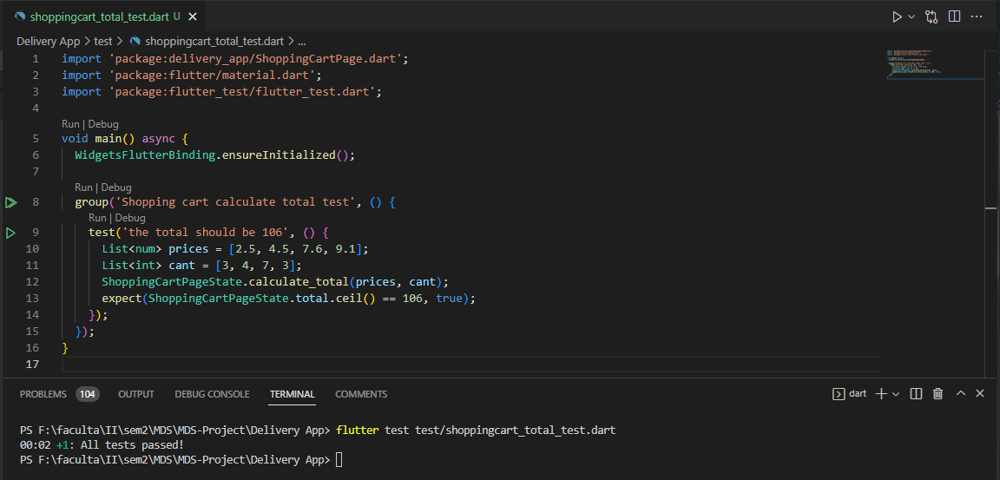 shoppingcart_total_test.dart U
Delivery App > test > shoppingcart_total_test.dart > ...
1 import 'package:delivery_app/ShoppingCartPage.dart';
2 import 'package:flutter/material.dart';
3 import 'package:flutter_test/flutter_test.dart';
4
Run | Debug
5 void main() async {
6 WidgetsFlutterBinding.ensureInitialized();
7
Run | Debug
8 group('Shopping cart calculate total test', () {
Run | Debug
9 test('the total should be 106', () {
10 List<num> prices = [2.5, 4.5, 7.6, 9.1];
11 List<int> cant = [3, 4, 7, 3];
12 ShoppingCartPageState.calculate_total(prices, cant);
13 expect(ShoppingCartPageState.total.ceil() == 106, true);
14 });
15 });
16 }
17
PROBLEMS 104 OUTPUT DEBUG CONSOLE TERMINAL COMMENTS dart
PS F:\faculta\II\sem2\MDS\MDS-Project\Delivery App> flutter test test/shoppingcart_total_test.dart
00:02 +1: All tests passed!
PS F:\faculta\II\sem2\MDS\MDS-Project\Delivery App>